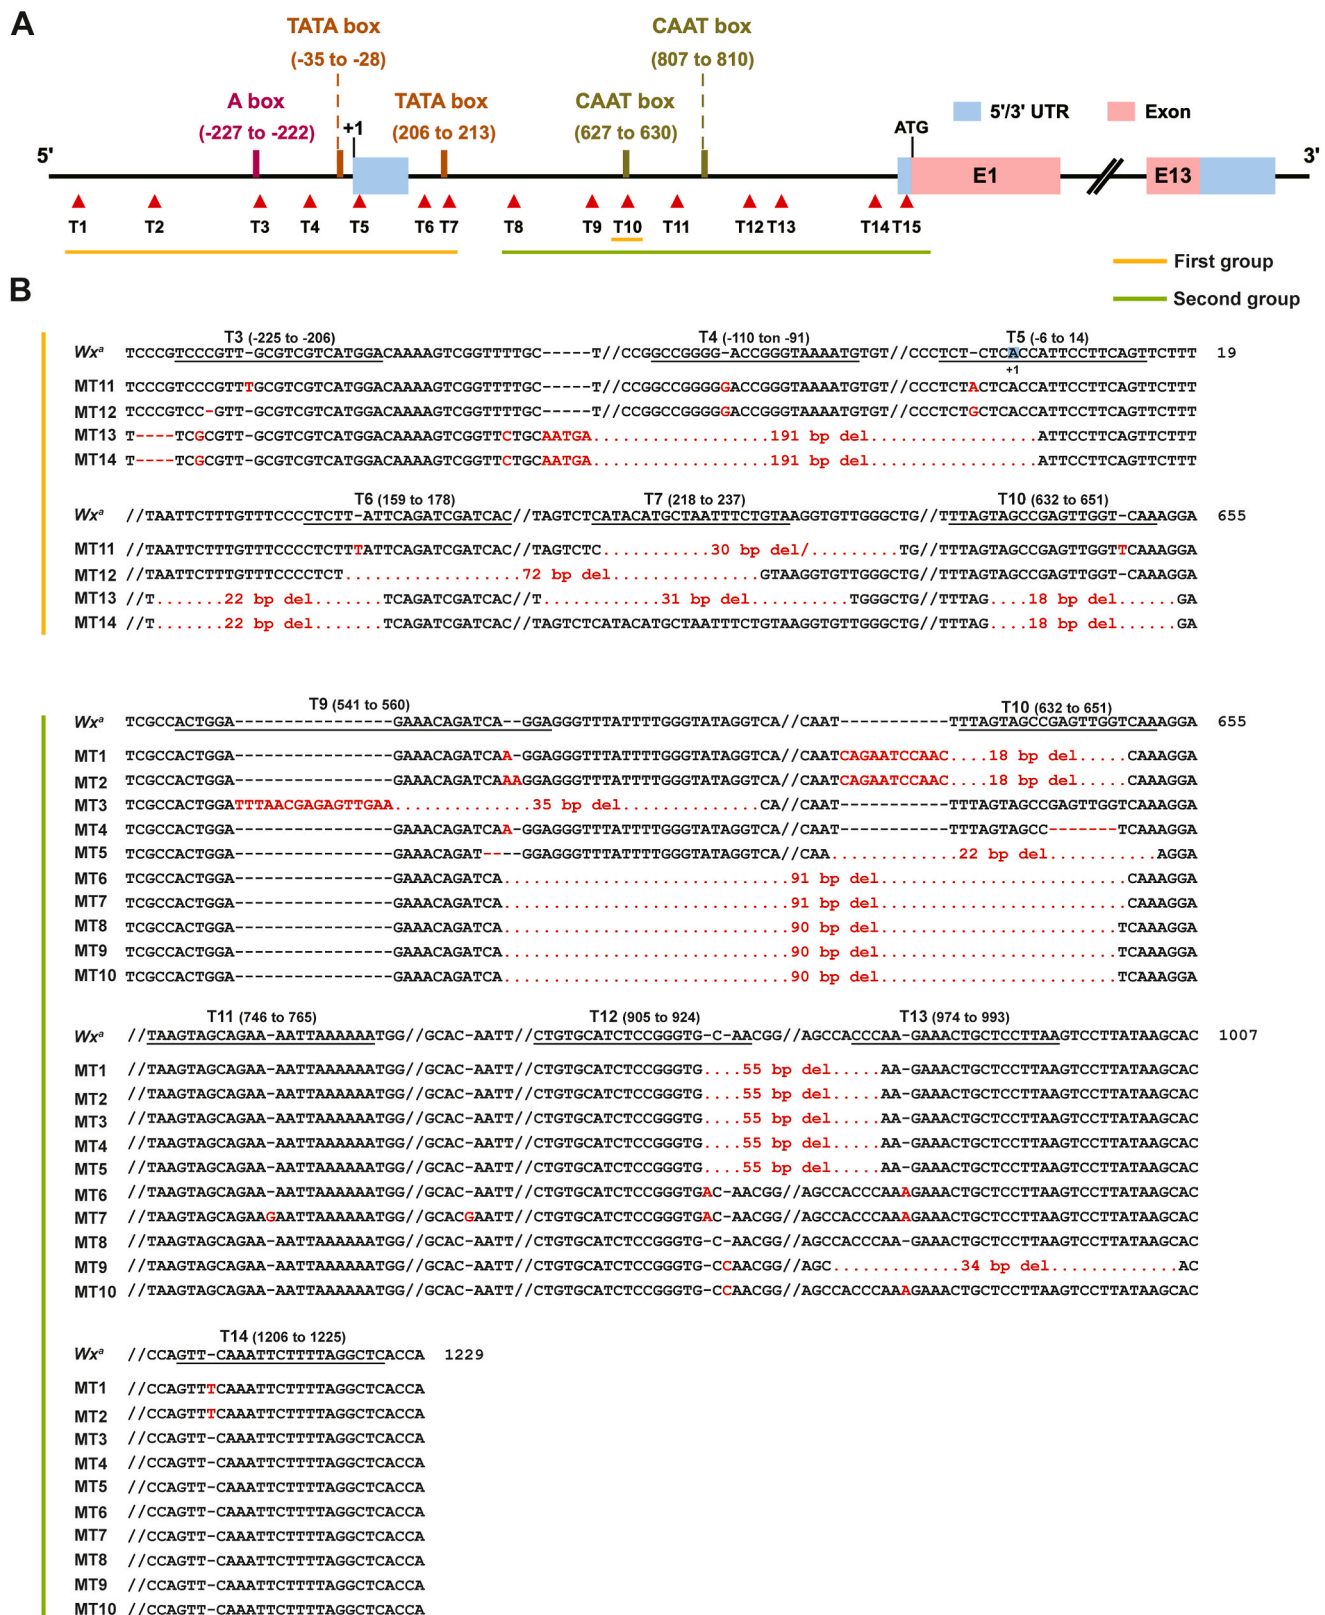 A
TATA box
(-35 to -28)
CAAT box
(807 to 810)
A box
(-227 to -222)
+1
TATA box
(206 to 213)
CAAT box
(627 to 630)
ATG
5'/3' UTR
Exon
5'
E1
E13
3'
T1 T2 T3 T4 T5 T6 T7 T8 T9 T10 T11 T12 T13 T14 T15
First group
Second group
B
T3 (-225 to -206) T4 (-110 ton -91) T5 (-6 to 14)
Wxa TCCCGTCCCGTT-GCGTCGTCATGGACAAAAGTCGGTTTTGC-----T//CCGGCCGGGG-ACCGGGTAAAATGTGT//CCCTCT-CTCACCATTCCTTCAGTTCTTT 19
+1
MT11 TCCCGTCCCGTTTGCGTCGTCATGGACAAAAGTCGGTTTTGC-----T//CCGGCCGGGGGACCGGGTAAAATGTGT//CCCTCTACTCACCATTCCTTCAGTTCTTT
MT12 TCCCGTCC-GTT-GCGTCGTCATGGACAAAAGTCGGTTTTGC-----T//CCGGCCGGGGGACCGGGTAAAATGTGT//CCCTCTGCTCACCATTCCTTCAGTTCTTT
MT13 T----TCGCGTT-GCGTCGTCATGGACAAAAGTCGGTTCTGCAATGA..................191 bp del.................ATTCCTTCAGTTCTTT
MT14 T----TCGCGTT-GCGTCGTCATGGACAAAAGTCGGTTCTGCAATGA..................191 bp del.................ATTCCTTCAGTTCTTT
T6 (159 to 178) T7 (218 to 237) T10 (632 to 651)
Wxa //TAATTCTTTGTTTCCCCTCTT-ATTCAGATCGATCAC//TAGTCTCATACATGCTAATTTCTGTAAGGTGTTGGGCTG//TTTAGTAGCCGAGTTGGT-CAAAGGA 655
MT11 //TAATTCTTTGTTTCCCCTCTTTATTCAGATCGATCAC//TAGTCTC...........30 bp del/.........TG//TTTAGTAGCCGAGTTGGTTCAAAGGA
MT12 //TAATTCTTTGTTTCCCCTCT..................72 bp del...............GTAAGGTGTTGGGCTG//TTTAGTAGCCGAGTTGGT-CAAAGGA
MT13 //T.......22 bp del.......TCAGATCGATCAC//T............31 bp del..........TGGGCTG//TTTAG....18 bp del......GA
MT14 //T.......22 bp del.......TCAGATCGATCAC//TAGTCTCATACATGCTAATTTCTGTAAGGTGTTGGGCTG//TTTAG....18 bp del......GA
T9 (541 to 560) T10 (632 to 651)
Wxa TCGCCACTGGA----------------GAAACAGATCA--GGAGGGTTTATTTTGGGTATAGGTCA//CAAT-----------TTTAGTAGCCGAGTTGGTCAAAGGA 655
MT1 TCGCCACTGGA----------------GAAACAGATCAA-GGAGGGTTTATTTTGGGTATAGGTCA//CAATCAGAATCCAAC....18 bp del.....CAAAGGA
MT2 TCGCCACTGGA----------------GAAACAGATCAAAGGAGGGTTTATTTTGGGTATAGGTCA//CAATCAGAATCCAAC....18 bp del.....CAAAGGA
MT3 TCGCCACTGGATTTAACGAGAGTTGAA..............35 bp del..............CA//CAAT-----------TTTAGTAGCCGAGTTGGTCAAAGGA
MT4 TCGCCACTGGA----------------GAAACAGATCAA-GGAGGGTTTATTTTGGGTATAGGTCA//CAAT-----------TTTAGTAGCC-------TCAAAGGA
MT5 TCGCCACTGGA----------------GAAACAGAT----GGAGGGTTTATTTTGGGTATAGGTCA//CAA.............22 bp del...........AGGA
MT6 TCGCCACTGGA----------------GAAACAGATCA.............................91 bp del.........................CAAAGGA
MT7 TCGCCACTGGA----------------GAAACAGATCA.............................91 bp del.........................CAAAGGA
MT8 TCGCCACTGGA----------------GAAACAGATCA.............................90 bp del........................TCAAAGGA
MT9 TCGCCACTGGA----------------GAAACAGATCA.............................90 bp del........................TCAAAGGA
MT10 TCGCCACTGGA----------------GAAACAGATCA.............................90 bp del........................TCAAAGGA
T11 (746 to 765) T12 (905 to 924) T13 (974 to 993)
Wxa //TAAGTAGCAGAA-AATTAAAAAATGG//GCAC-AATT//CTGTGCATCTCCGGGTG-C-AACGG//AGCCACCCAA-GAAACTGCTCCTTAAGTCCTTATAAGCAC 1007
MT1 //TAAGTAGCAGAA-AATTAAAAAATGG//GCAC-AATT//CTGTGCATCTCCGGGTG....55 bp del.....AA-GAAACTGCTCCTTAAGTCCTTATAAGCAC
MT2 //TAAGTAGCAGAA-AATTAAAAAATGG//GCAC-AATT//CTGTGCATCTCCGGGTG....55 bp del.....AA-GAAACTGCTCCTTAAGTCCTTATAAGCAC
MT3 //TAAGTAGCAGAA-AATTAAAAAATGG//GCAC-AATT//CTGTGCATCTCCGGGTG....55 bp del.....AA-GAAACTGCTCCTTAAGTCCTTATAAGCAC
MT4 //TAAGTAGCAGAA-AATTAAAAAATGG//GCAC-AATT//CTGTGCATCTCCGGGTG....55 bp del.....AA-GAAACTGCTCCTTAAGTCCTTATAAGCAC
MT5 //TAAGTAGCAGAA-AATTAAAAAATGG//GCAC-AATT//CTGTGCATCTCCGGGTG....55 bp del.....AA-GAAACTGCTCCTTAAGTCCTTATAAGCAC
MT6 //TAAGTAGCAGAA-AATTAAAAAATGG//GCAC-AATT//CTGTGCATCTCCGGGTGAC-AACGG//AGCCACCCAAAGAAACTGCTCCTTAAGTCCTTATAAGCAC
MT7 //TAAGTAGCAGAAGAATTAAAAAATGG//GCACGAATT//CTGTGCATCTCCGGGTGAC-AACGG//AGCCACCCAAAGAAACTGCTCCTTAAGTCCTTATAAGCAC
MT8 //TAAGTAGCAGAA-AATTAAAAAATGG//GCAC-AATT//CTGTGCATCTCCGGGTG-C-AACGG//AGCCACCCAA-GAAACTGCTCCTTAAGTCCTTATAAGCAC
MT9 //TAAGTAGCAGAA-AATTAAAAAATGG//GCAC-AATT//CTGTGCATCTCCGGGTG-CCAACGG//AGC.............34 bp del.............AC
MT10 //TAAGTAGCAGAA-AATTAAAAAATGG//GCAC-AATT//CTGTGCATCTCCGGGTG-CCAACGG//AGCCACCCAAAGAAACTGCTCCTTAAGTCCTTATAAGCAC
T14 (1206 to 1225)
Wxa //CCAGTT-CAAATTCTTTTAGGCTCACCA 1229
MT1 //CCAGTTTCAAATTCTTTTAGGCTCACCA
MT2 //CCAGTTTCAAATTCTTTTAGGCTCACCA
MT3 //CCAGTT-CAAATTCTTTTAGGCTCACCA
MT4 //CCAGTT-CAAATTCTTTTAGGCTCACCA
MT5 //CCAGTT-CAAATTCTTTTAGGCTCACCA
MT6 //CCAGTT-CAAATTCTTTTAGGCTCACCA
MT7 //CCAGTT-CAAATTCTTTTAGGCTCACCA
MT8 //CCAGTT-CAAATTCTTTTAGGCTCACCA
MT9 //CCAGTT-CAAATTCTTTTAGGCTCACCA
MT10 //CCAGTT-CAAATTCTTTTAGGCTCACCA